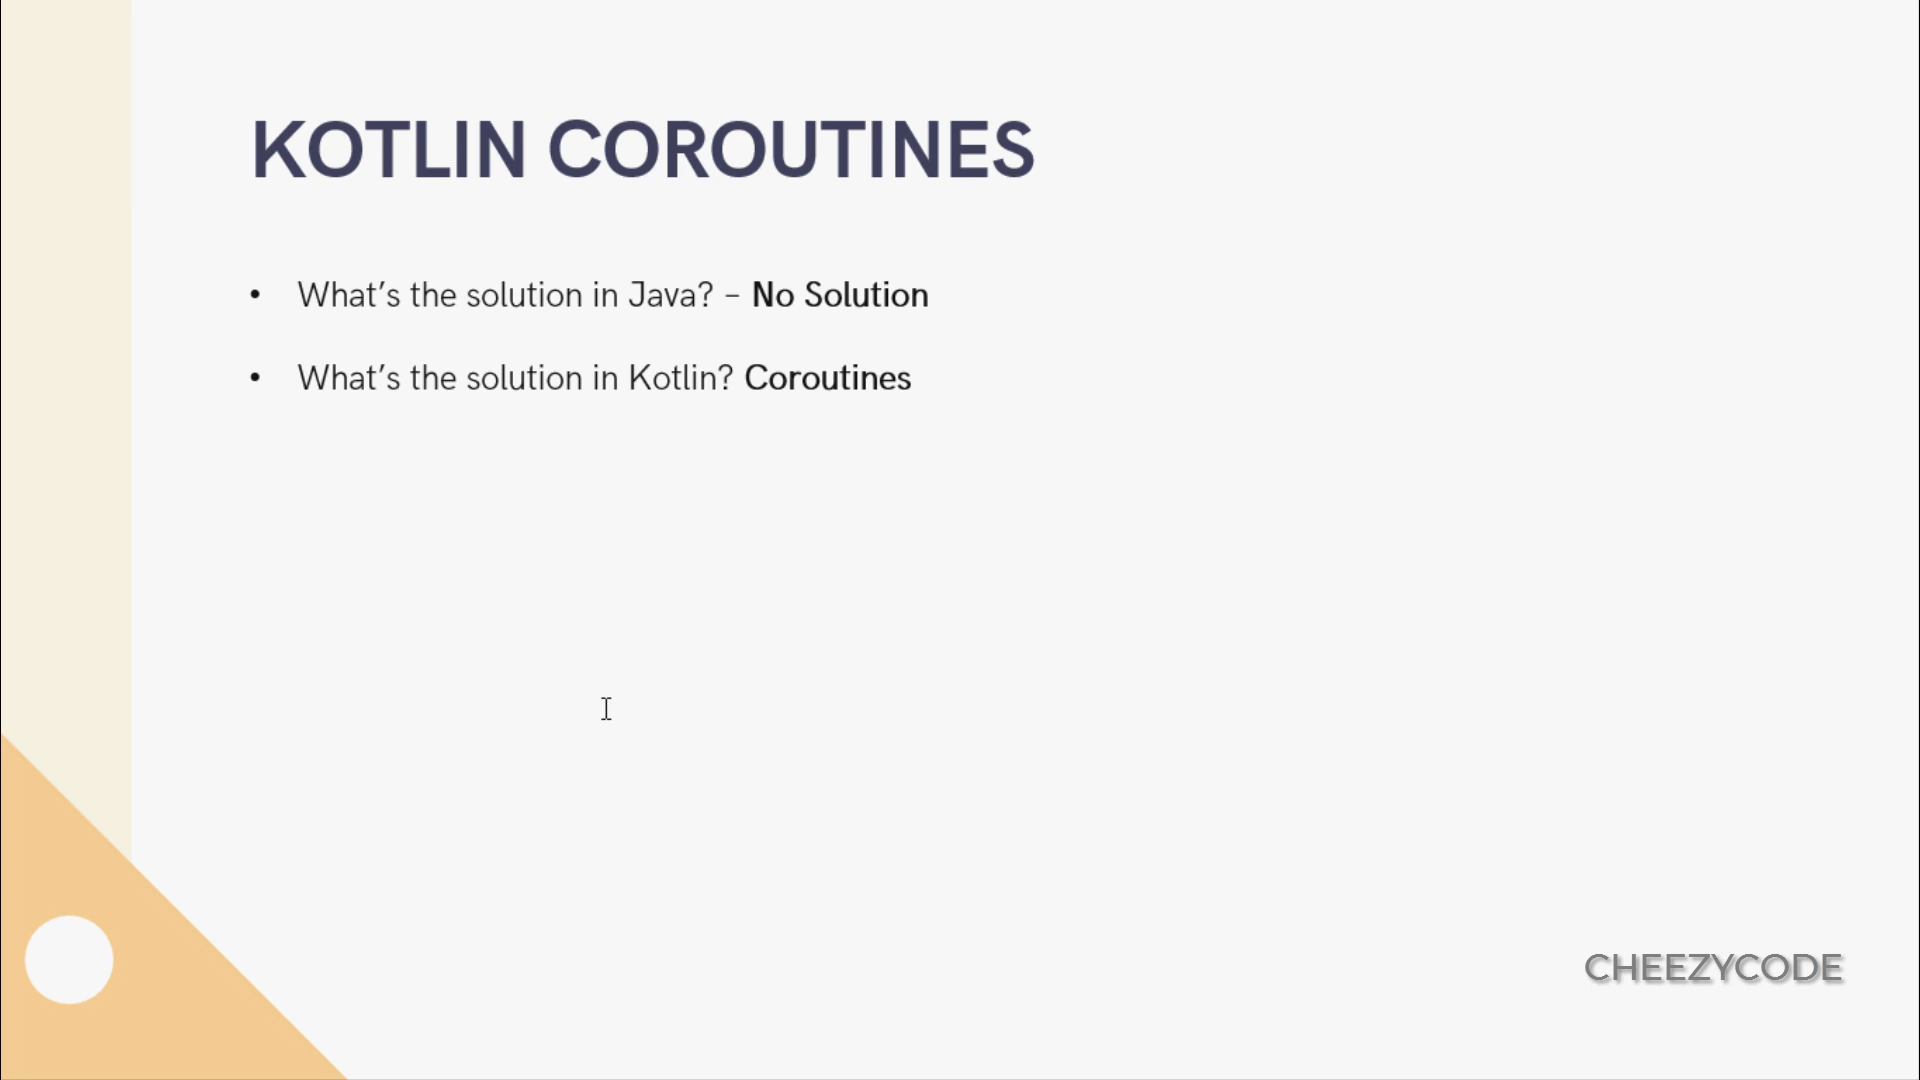 KOTLIN COROUTINES
• What’s the solution in Java? – No Solution
• What’s the solution in Kotlin? Coroutines
CHEEZYCODE